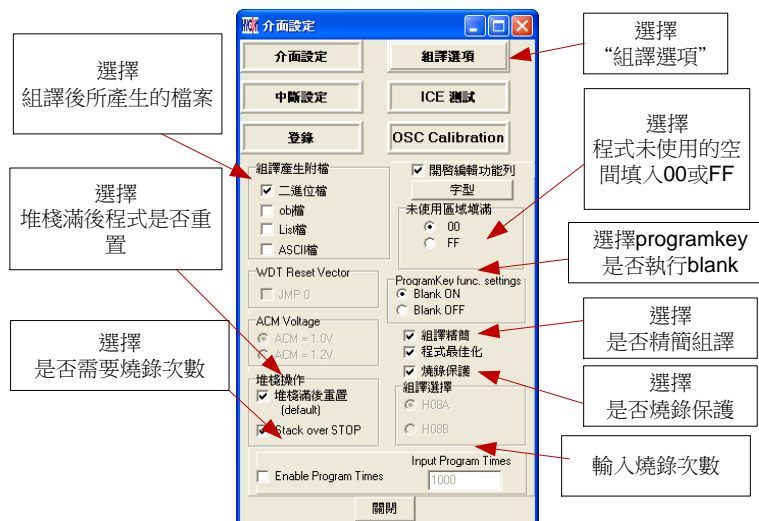 介面設定
介面設定
組譯選項
中斷設定
ICE 測試
登錄
OSC Calibration
組譯產生附檔
二進位檔
obj檔
List檔
ASCII檔
WDT Reset Vector
JMP 0
ACM Voltage
ACM = 1.0V
ACM = 1.2V
堆棧操作
堆棧滿後重置
(default)
Stack over STOP
開啓編輯功能列
字型
未使用區域填滿
00
FF
ProgramKey func. settings
Blank ON
Blank OFF
組譯精簡
程式最佳化
燒錄保護
組譯選擇
H08A
H08B
Enable Program Times
Input Program Times
1000
關閉
選擇
組譯後所產生的檔案
選擇
堆棧滿後程式是否重
置
選擇
是否需要燒錄次數
選擇
“組譯選項”
選擇
程式未使用的空
間填入00或FF
選擇programkey
是否執行blank
選擇
是否精簡組譯
選擇
是否燒錄保護
輸入燒錄次數